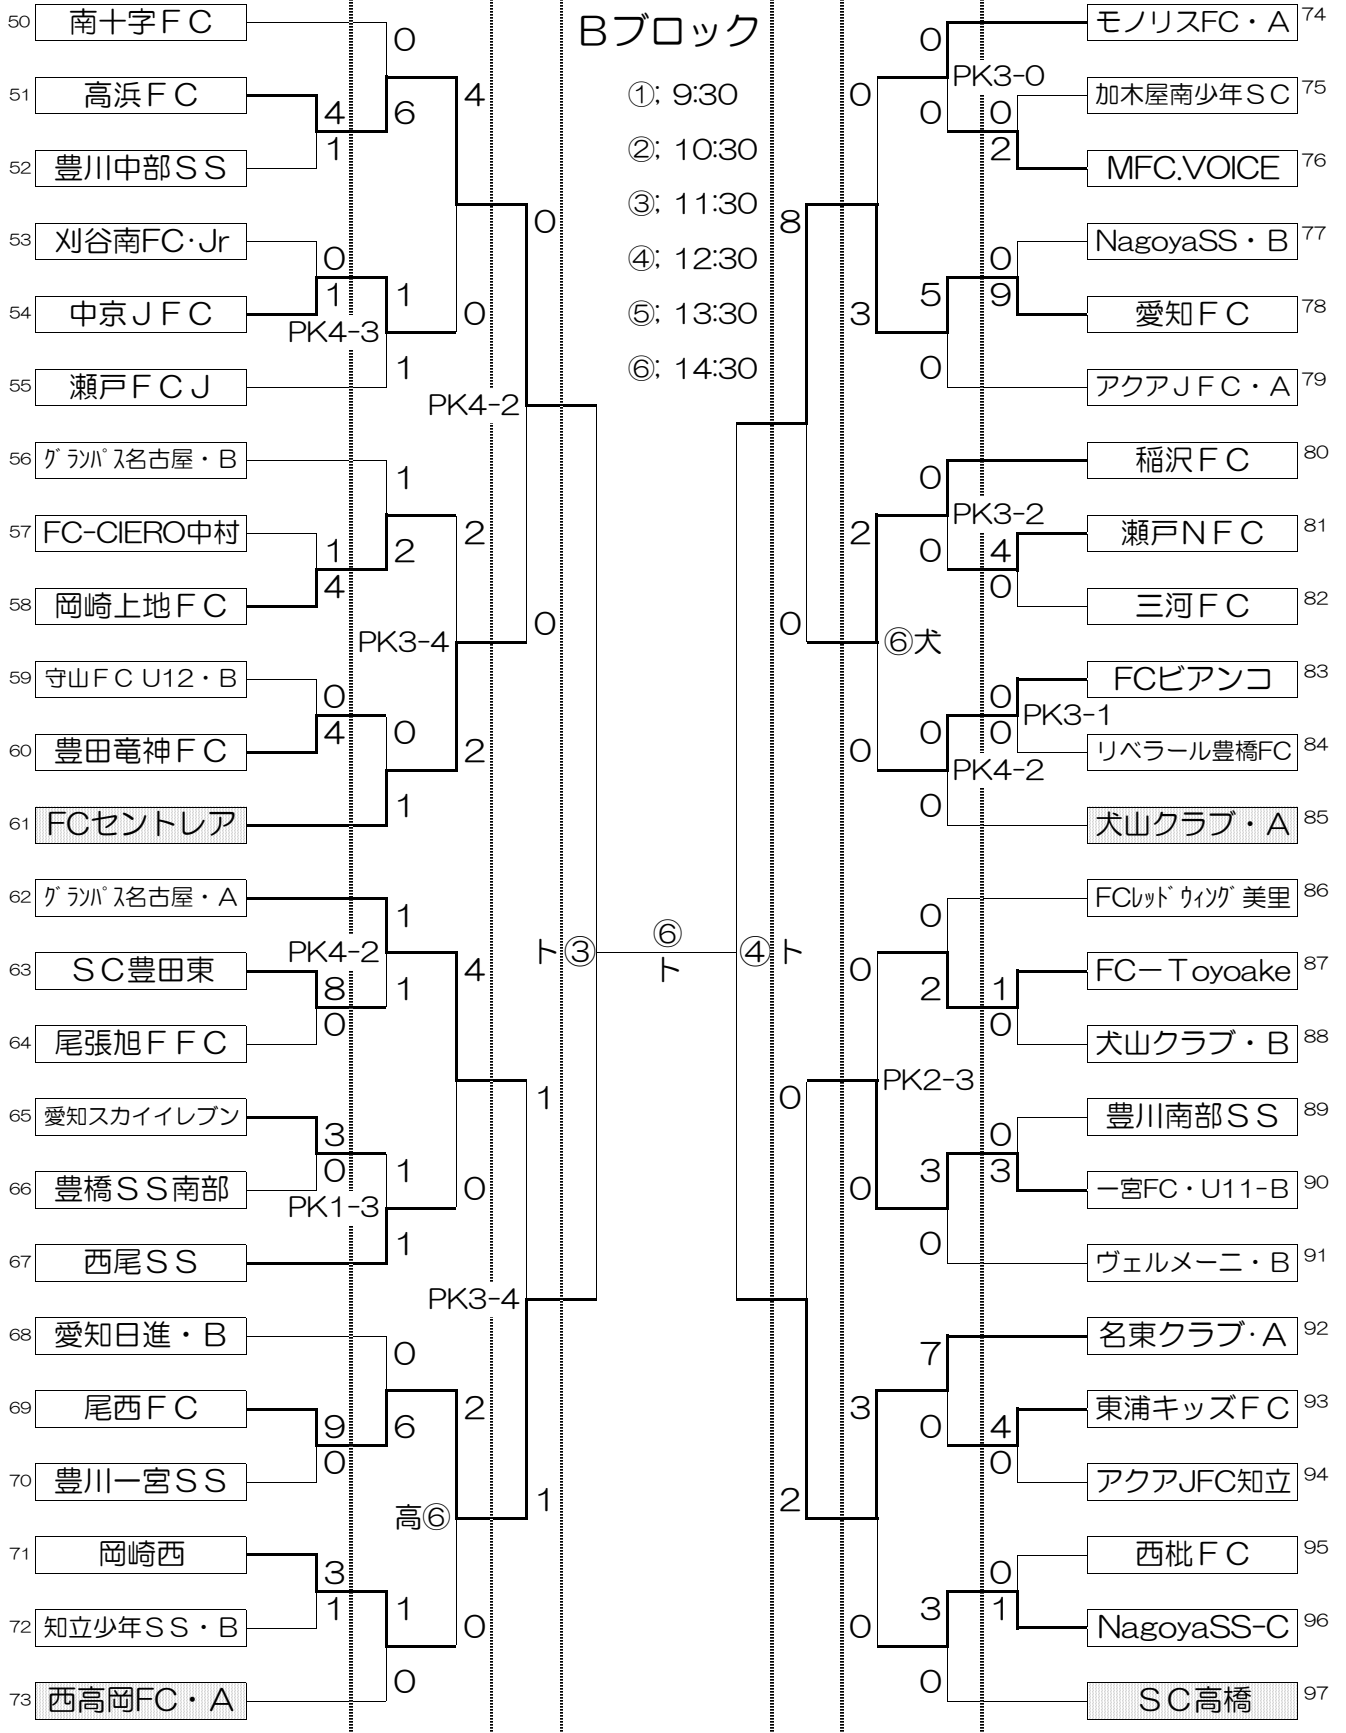 Bブロック
①; 9:30
②; 10:30
③; 11:30
④; 12:30
⑤; 13:30
⑥; 14:30
50 南十字ＦＣ
0
51 高浜ＦＣ
4
6
4
1
52 豊川中部ＳＳ
0
53 刈谷南FC･Jr
0
54 中京ＪＦＣ
1
1
0
PK4-3
55 瀬戸ＦＣＪ
1
PK4-2
56 ｸﾞﾗﾝﾊﾟｽ名古屋・B
1
57 FC-CIERO中村
1
2
2
4
58 岡崎上地ＦＣ
0
PK3-4
59 守山ＦＣ U12・B
0
60 豊田竜神ＦＣ
4
0
2
61 FCセントレア
1
62 ｸﾞﾗﾝﾊﾟｽ名古屋・A
1
PK4-2
63 ＳＣ豊田東
8
1
4
0
64 尾張旭ＦＦＣ
65 愛知スカイイレブン
3
1
66 豊橋ＳＳ南部
0
1
0
PK1-3
67 西尾ＳＳ
1
PK3-4
68 愛知日進・B
0
69 尾西ＦＣ
9
6
2
0
70 豊川一宮ＳＳ
1
高⑥
71 岡崎西
3
72 知立少年ＳＳ・B
1
1
0
73 西高岡FC・A
0
ト③
⑥
ト
④ト
モノリスFC・A 74
0
PK3-0
加木屋南少年ＳＣ 75
0
0
0
2
MFC.VOICE 76
8
NagoyaSS・B 77
0
愛知ＦＣ 78
9
5
3
0
アクアＪＦＣ・A 79
稲沢ＦＣ 80
0
PK3-2
瀬戸ＮＦＣ 81
4
0
2
0
三河ＦＣ 82
0
⑥犬
FCビアンコ 83
0
PK3-1
0
0
0
リベラール豊橋FC 84
PK4-2
0
犬山クラブ・A 85
FCﾚｯﾄﾞｳｨﾝｸﾞ美里 86
0
FCーＴoyoake 87
1
2
0
0
犬山クラブ・B 88
PK2-3
0
豊川南部ＳＳ 89
0
3
3
0
一宮FC・U11-B 90
0
ヴェルメーニ・B 91
名東クラブ･A 92
7
東浦キッズＦＣ 93
4
0
3
0
アクアJFC知立 94
2
西枇ＦＣ 95
0
3
1
0
NagoyaSS-C 96
0
ＳＣ高橋 97